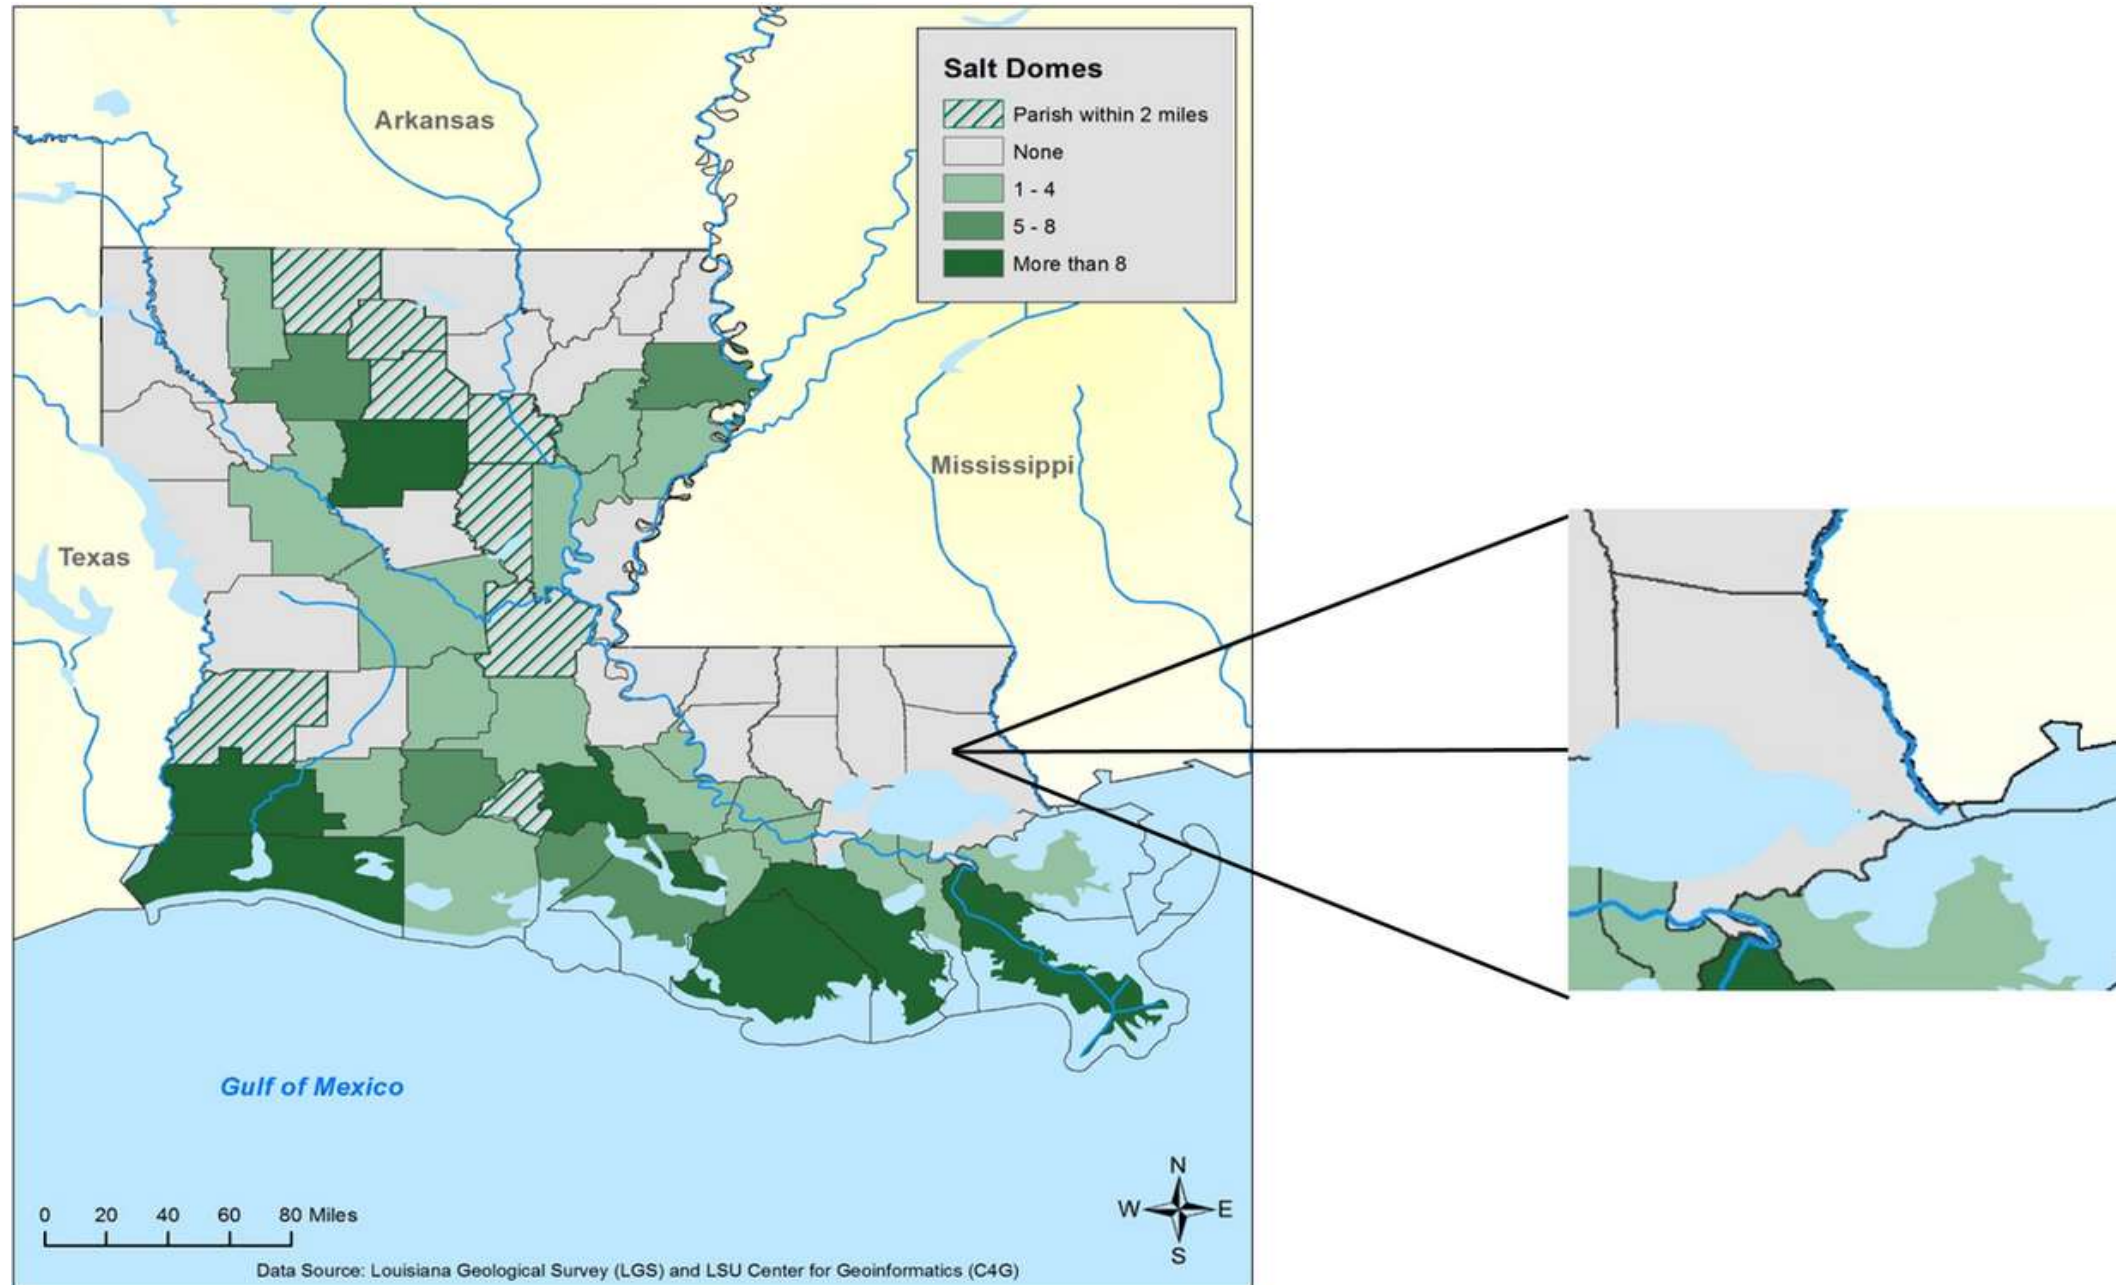 Salt Domes
Parish within 2 miles
None
1 - 4
5 - 8
More than 8
Arkansas
Mississippi
Texas
Gulf of Mexico
N
W E
S
0 20 40 60 80 Miles
Data Source: Louisiana Geological Survey (LGS) and LSU Center for Geoinformatics (C4G)